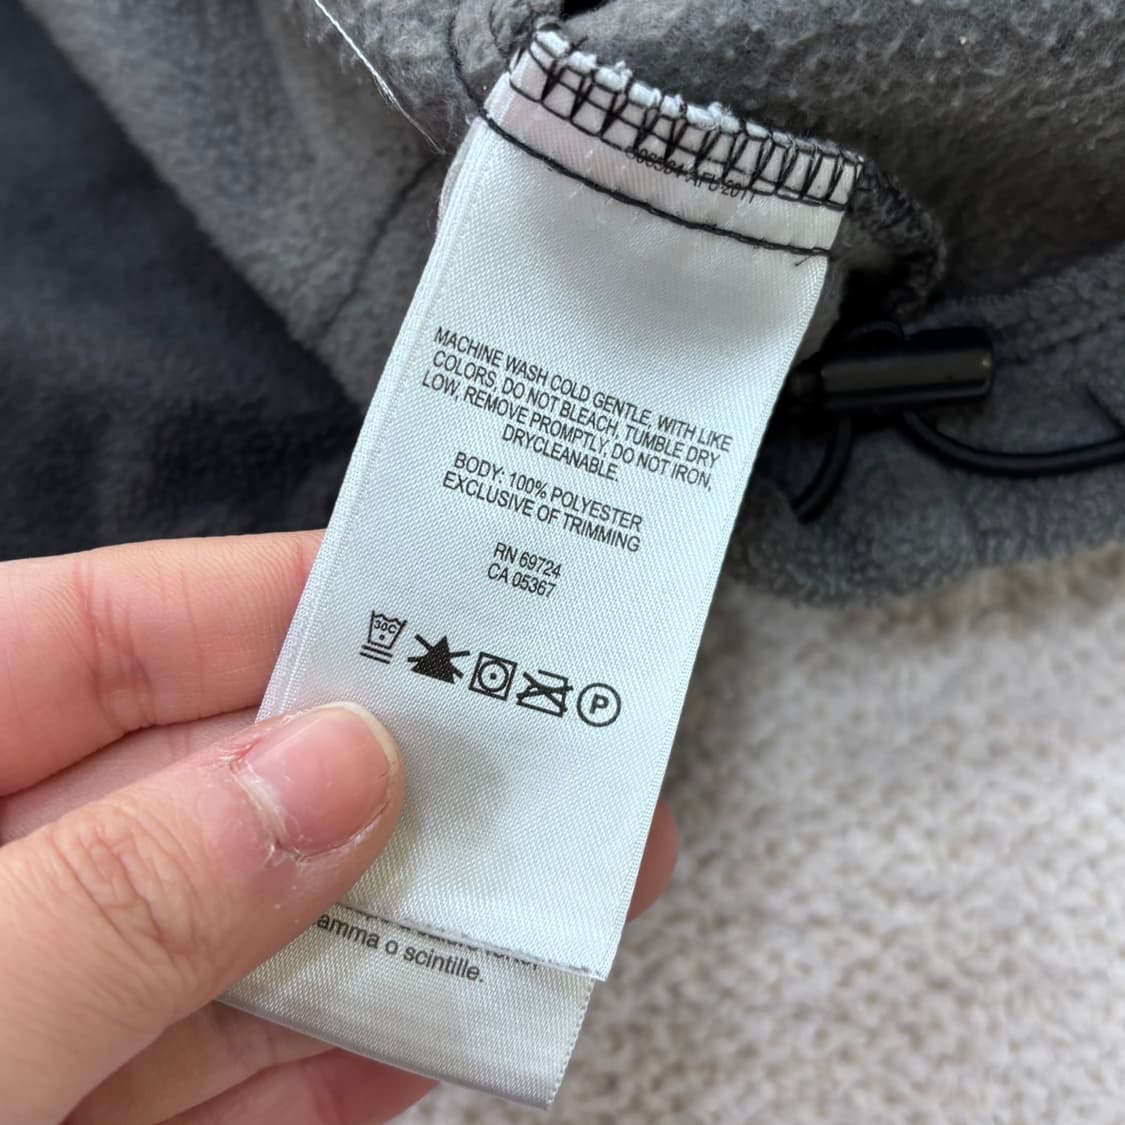 MACHINE WASH COLD GENTLE, WITH LIKE
COLORS, DO NOT BLEACH, TUMBLE DRY
LOW, REMOVE PROMPTLY, DO NOT IRON,
DRYCLEANABLE.
BODY: 100% POLYESTER
EXCLUSIVE OF TRIMMING
RN 69724
CA 05367
30C
P
amma o scintille.